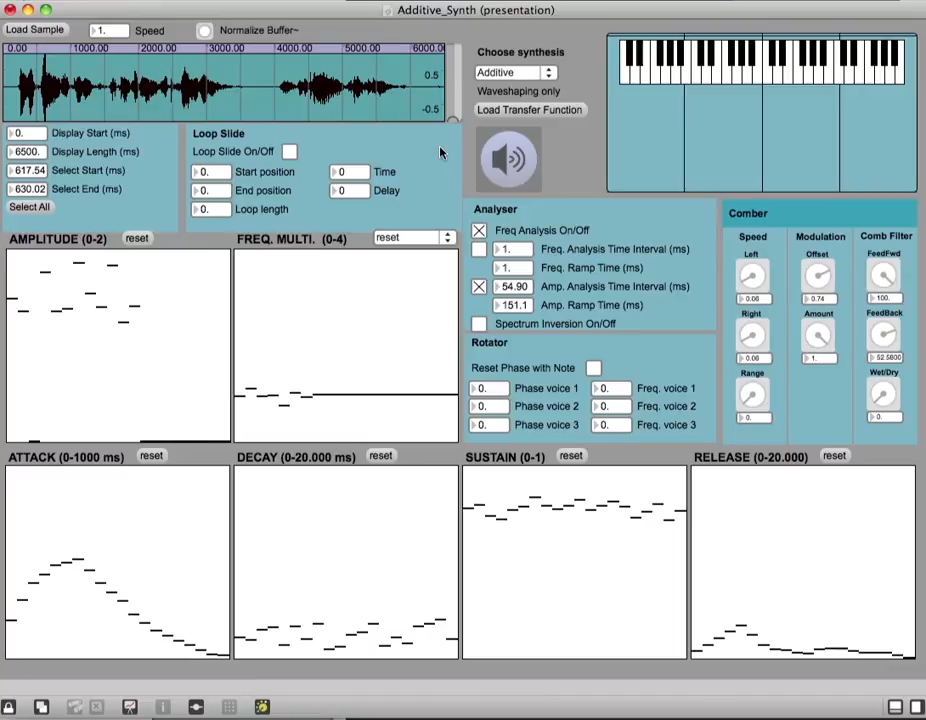 Additive_Synth (presentation)
Load Sample 1. Speed Normalize Buffer~
0.00 1000.00 2000.00 3000.00 4000.00 5000.00 6000.0
0.5
-0.5
0. Display Start (ms)
6500. Display Length (ms)
617.54 Select Start (ms)
630.02 Select End (ms)
Select All
Loop Slide
Loop Slide On/Off
0. Start position 0 Time
0. End position 0 Delay
0. Loop length
Choose synthesis
Additive
Waveshaping only
Load Transfer Function
AMPLITUDE (0-2) reset
FREQ. MULTI. (0-4) reset
Analyser
Freq Analysis On/Off
1. Freq. Analysis Time Interval (ms)
1. Freq. Ramp Time (ms)
54.90 Amp. Analysis Time Interval (ms)
151.1 Amp. Ramp Time (ms)
Spectrum Inversion On/Off
Rotator
Reset Phase with Note
0. Phase voice 1 0. Freq. voice 1
0. Phase voice 2 0. Freq. voice 2
0. Phase voice 3 0. Freq. voice 3
Comber
Speed Modulation Comb Filter
Left Offset FeedFwd
0.00 0.74 100.
Right Amount FeedBack
0.00 1. 52.5800
Range Wet/Dry
0. 0.
ATTACK (0-1000 ms) reset
DECAY (0-20.000 ms) reset
SUSTAIN (0-1) reset
RELEASE (0-20.000) reset